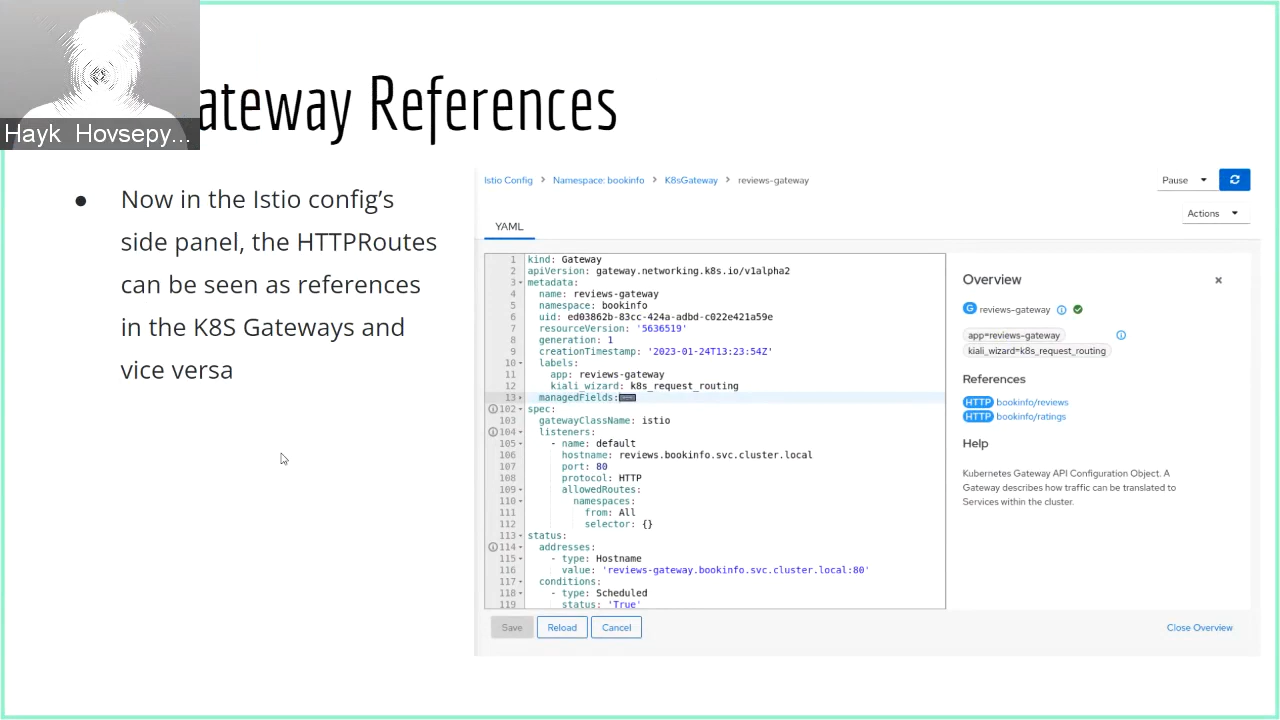 Hayk Hovsepy...
ateway References
● Now in the Istio config’s
side panel, the HTTPRoutes
can be seen as references
in the K8S Gateways and
vice versa
Istio Config > Namespace: bookinfo > K8sGateway > reviews-gateway
Pause
Actions
YAML
1 kind: Gateway
2 apiVersion: gateway.networking.k8s.io/v1alpha2
3 metadata:
4 name: reviews-gateway
5 namespace: bookinfo
6 uid: ed03862b-83cc-424a-adbd-c022e421a59e
7 resourceVersion: '5636519'
8 generation: 1
9 creationTimestamp: '2023-01-24T13:23:54Z'
10 labels:
11 app: reviews-gateway
12 kiali_wizard: k8s_request_routing
13 managedFields:
102 spec:
103 gatewayClassName: istio
104 listeners:
105 - name: default
106 hostname: reviews.bookinfo.svc.cluster.local
107 port: 80
108 protocol: HTTP
109 allowedRoutes:
110 namespaces:
111 from: All
112 selector: {}
113 status:
114 addresses:
115 - type: Hostname
116 value: 'reviews-gateway.bookinfo.svc.cluster.local:80'
117 conditions:
118 - type: Scheduled
119 status: 'True'
Overview
G reviews-gateway
app=reviews-gateway
kiali_wizard=k8s_request_routing
References
HTTP bookinfo/reviews
HTTP bookinfo/ratings
Help
Kubernetes Gateway API Configuration Object. A
Gateway describes how traffic can be translated to
Services within the cluster.
Save Reload Cancel
Close Overview